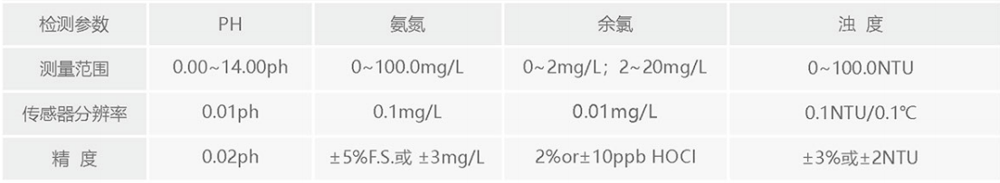 检测参数 PH 氨氮 余氯 浊 度
测量范围 0.00~14.00ph 0~100.0mg/L 0~2mg/L；2~20mg/L 0~100.0NTU
传感器分辨率 0.01ph 0.1mg/L 0.01mg/L 0.1NTU/0.1℃
精 度 0.02ph ±5%F.S.或 ±3mg/L 2%or±10ppb HOCI ±3%或±2NTU